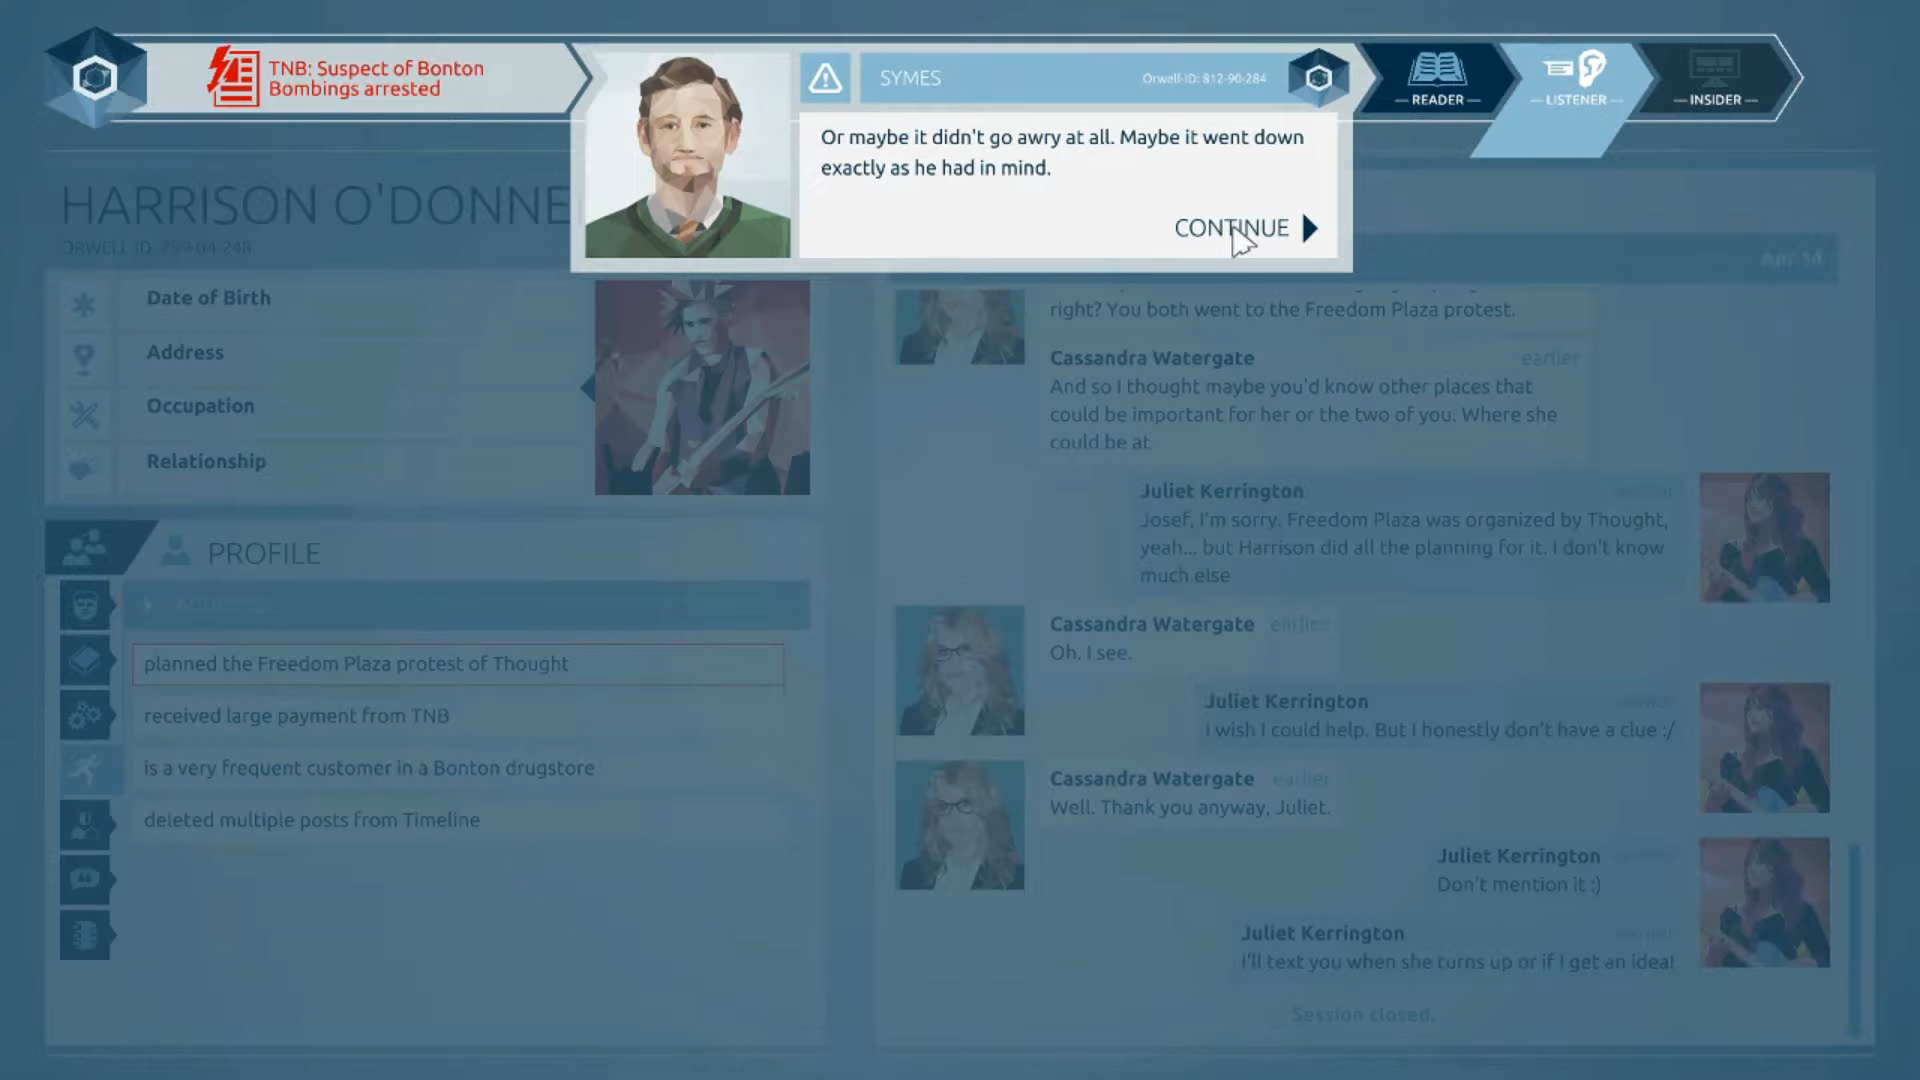 TNB: Suspect of Bonton
Bombings arrested
SYMES
Orwell-ID: 812-90-284
Or maybe it didn't go awry at all. Maybe it went down
exactly as he had in mind.
CONTINUE
READER
LISTENER
INSIDER
HARRISON O'DONNE
ORWELL ID: 789-04-248
Date of Birth
Address
Occupation
Relationship
PROFILE
planned the Freedom Plaza protest of Thought
received large payment from TNB
is a very frequent customer in a Bonton drugstore
deleted multiple posts from Timeline
Apr 14
right? You both went to the Freedom Plaza protest.
Cassandra Watergate earlier
And so I thought maybe you'd know other places that
could be important for her or the two of you. Where she
could be at.
Juliet Kerrington
Josef, I'm sorry. Freedom Plaza was organized by Thought,
yeah... but Harrison did all the planning for it. I don't know
much else
Cassandra Watergate earlier
Oh. I see.
Juliet Kerrington
i wish I could help. But I honestly don't have a clue :/
Cassandra Watergate earlier
Well. Thank you anyway, Juliet.
Juliet Kerrington
Don't mention it :)
Juliet Kerrington
I'll text you when she turns up or if I get an idea!
Session closed.